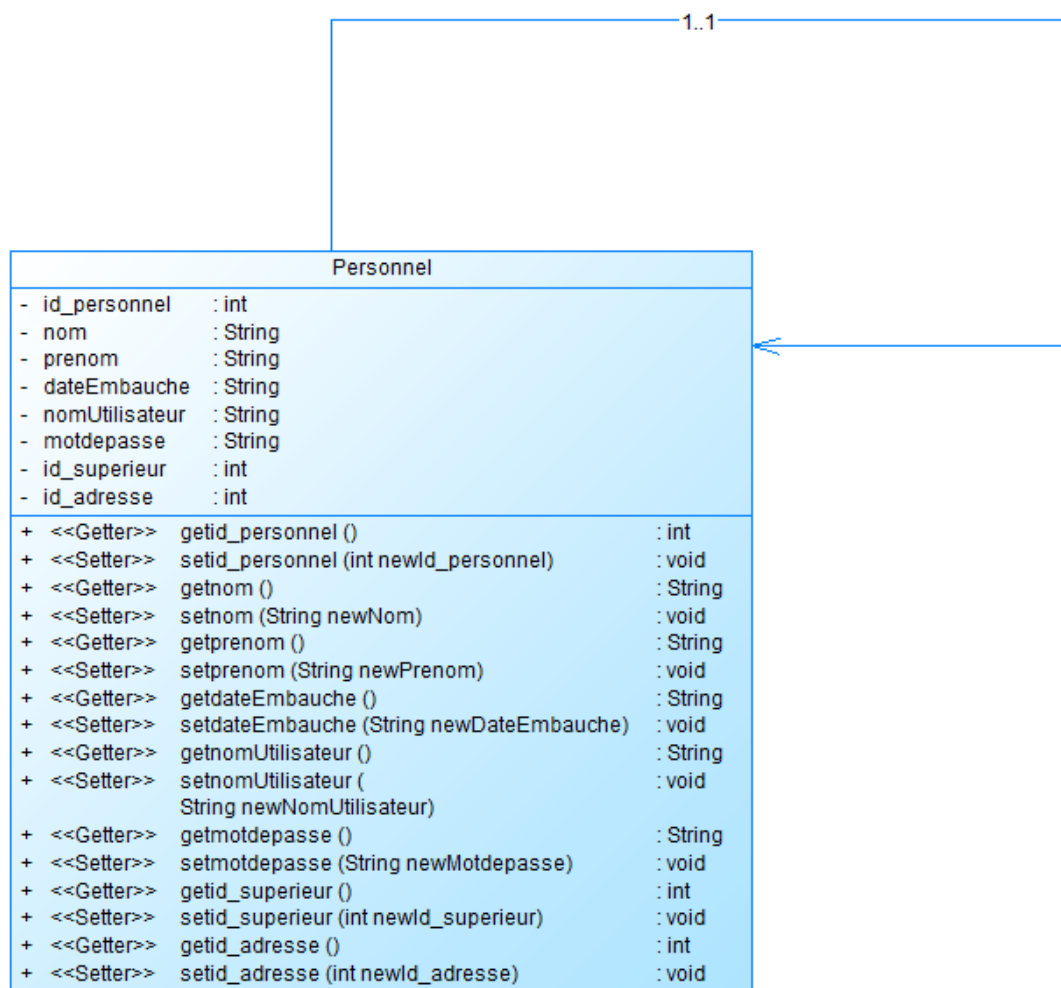 1..1
Personnel
- id_personnel : int
- nom : String
- prenom : String
- dateEmbauche : String
- nomUtilisateur : String
- motdepasse : String
- id_superieur : int
- id_adresse : int
+ <<Getter>> getid_personnel () : int
+ <<Setter>> setid_personnel (int newId_personnel) : void
+ <<Getter>> getnom () : String
+ <<Setter>> setnom (String newNom) : void
+ <<Getter>> getprenom () : String
+ <<Setter>> setprenom (String newPrenom) : void
+ <<Getter>> getdateEmbauche () : String
+ <<Setter>> setdateEmbauche (String newDateEmbauche) : void
+ <<Getter>> getnomUtilisateur () : String
+ <<Setter>> setnomUtilisateur ( : void
String newNomUtilisateur)
+ <<Getter>> getmotdepasse () : String
+ <<Setter>> setmotdepasse (String newMotdepasse) : void
+ <<Getter>> getid_superieur () : int
+ <<Setter>> setid_superieur (int newId_superieur) : void
+ <<Getter>> getid_adresse () : int
+ <<Setter>> setid_adresse (int newId_adresse) : void